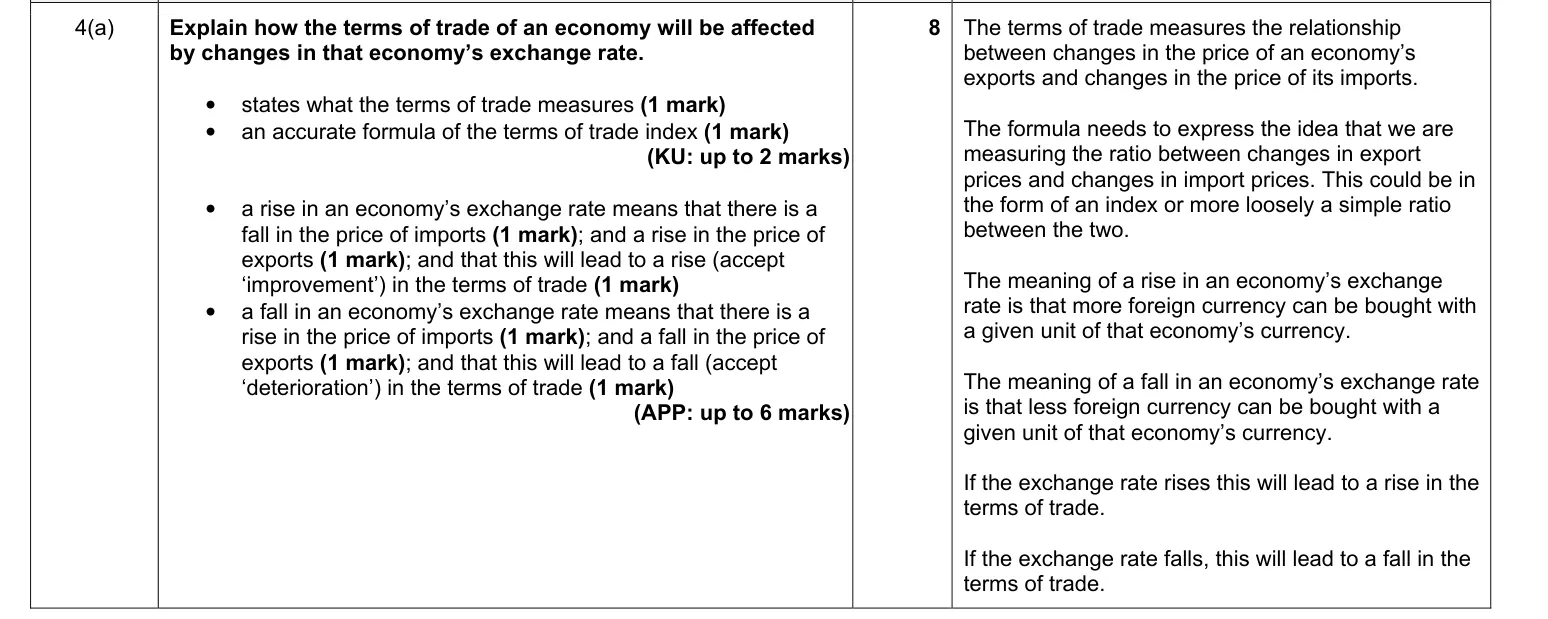 4(a)
Explain how the terms of trade of an economy will be affected
by changes in that economy’s exchange rate.
• states what the terms of trade measures (1 mark)
• an accurate formula of the terms of trade index (1 mark)
(KU: up to 2 marks)
• a rise in an economy’s exchange rate means that there is a
fall in the price of imports (1 mark); and a rise in the price of
exports (1 mark); and that this will lead to a rise (accept
‘improvement’) in the terms of trade (1 mark)
• a fall in an economy’s exchange rate means that there is a
rise in the price of imports (1 mark); and a fall in the price of
exports (1 mark); and that this will lead to a fall (accept
‘deterioration’) in the terms of trade (1 mark)
(APP: up to 6 marks)
8
The terms of trade measures the relationship
between changes in the price of an economy’s
exports and changes in the price of its imports.
The formula needs to express the idea that we are
measuring the ratio between changes in export
prices and changes in import prices. This could be in
the form of an index or more loosely a simple ratio
between the two.
The meaning of a rise in an economy’s exchange
rate is that more foreign currency can be bought with
a given unit of that economy’s currency.
The meaning of a fall in an economy’s exchange rate
is that less foreign currency can be bought with a
given unit of that economy’s currency.
If the exchange rate rises this will lead to a rise in the
terms of trade.
If the exchange rate falls, this will lead to a fall in the
terms of trade.